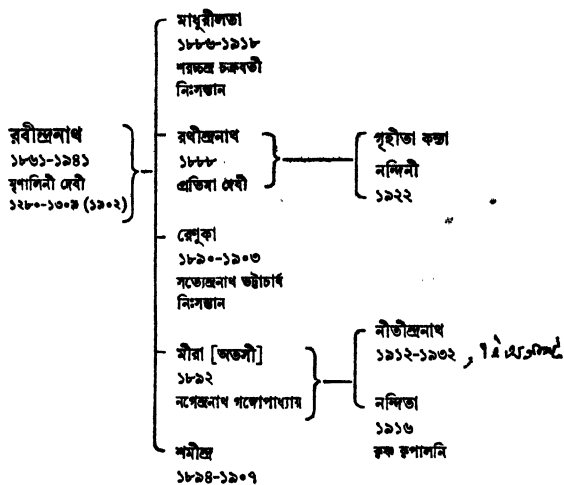 রবীন্দ্রনাথ
১৮৬১-১৯৪১
মৃণালিনী দেবী
১২৮০-১৩০৯ (১৯০২)
মাধুরীলতা
১৮৮৬-১৯১৮
শরচ্চন্দ্র চক্রবর্তী
নিঃসন্তান
রথীন্দ্রনাথ
১৮৮৮
প্রতিমা দেবী
গৃহীতা কন্যা
নন্দিনী
১৯২২
রেণুকা
১৮৯০-১৯০৩
সত্যেন্দ্রনাথ ভট্টাচার্য
নিঃসন্তান
মীরা [অতসী]
১৮৯২
নগেন্দ্রনাথ গঙ্গোপাধ্যায়
নীতীন্দ্রনাথ
১৯১২-১৯৩২,
নন্দিতা
১৯১৬
কৃষ্ণ কৃপালনি
শমীন্দ্র
১৮৯৪-১৯০৭